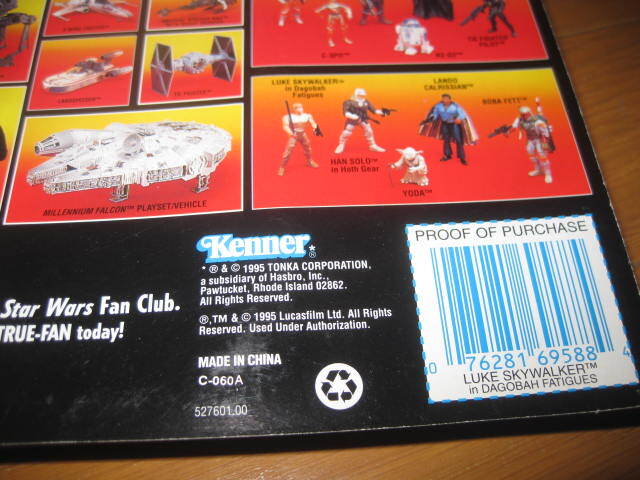 X-WING FIGHTER™
LANDSPEEDER™
TIE FIGHTER™
MILLENNIUM FALCON™ PLAYSET/VEHICLE
C-3PO™
R2-D2™
TIE FIGHTER
PILOT™
LUKE SKYWALKER™
in Dagobah
Fatigues
LANDO
CALRISSIAN™
BOBA FETT™
HAN SOLO™
in Hoth Gear
YODA™
Star Wars Fan Club.
TRUE-FAN today!
Kenner®
* ® & © 1995 TONKA CORPORATION,
a subsidiary of Hasbro, Inc.,
Pawtucket, Rhode Island 02862.
All Rights Reserved.
®,™ & © 1995 Lucasfilm Ltd. All Rights
Reserved. Used Under Authorization.
MADE IN CHINA
C-060A
527601.00
PROOF OF PURCHASE
0 76281 69588 4
LUKE SKYWALKER™
in DAGOBAH FATIGUES